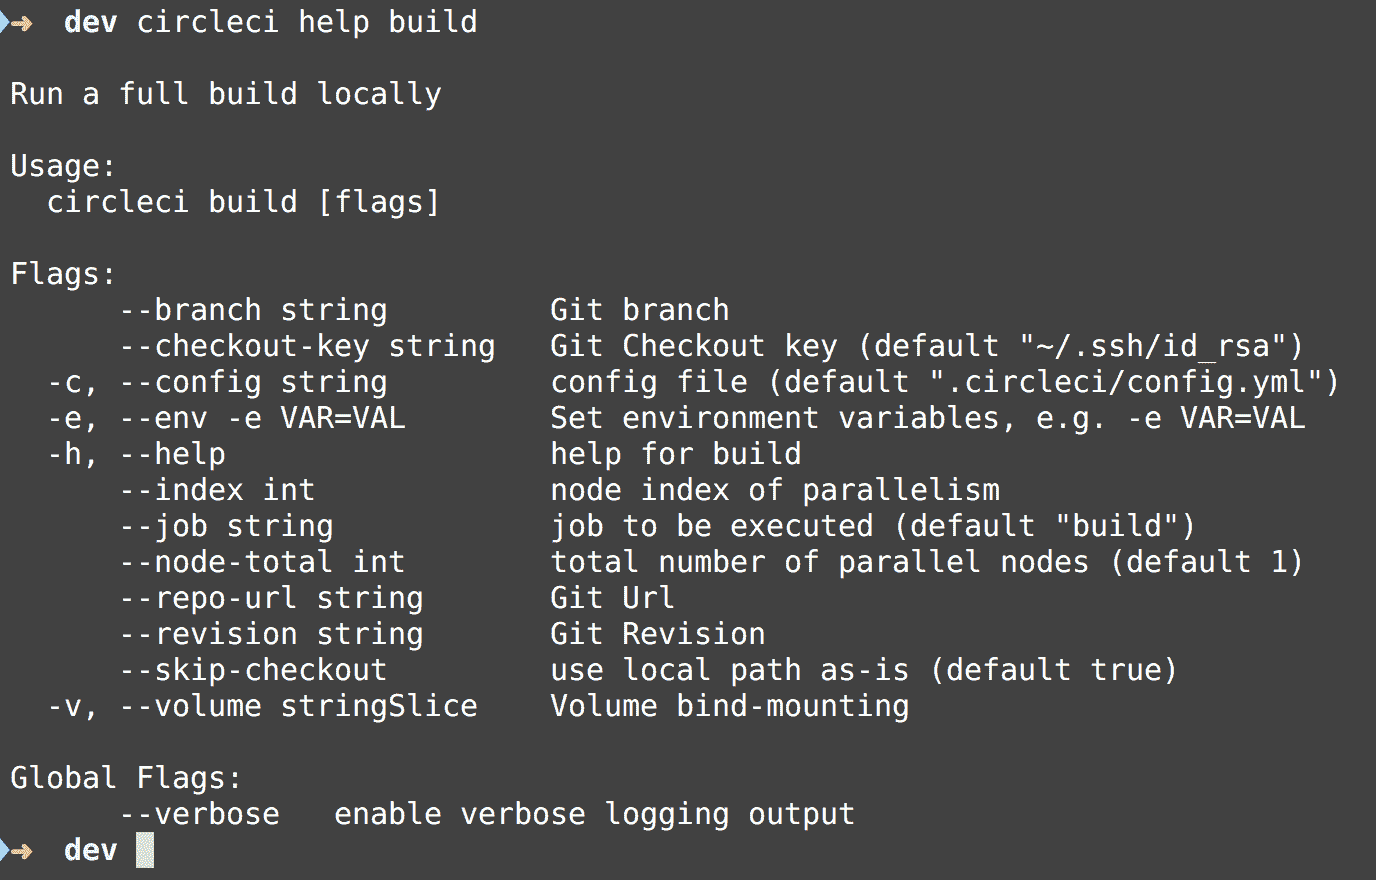 ➜  dev circleci help build
Run a full build locally
Usage:
  circleci build [flags]
Flags:
      --branch string         Git branch
      --checkout-key string   Git Checkout key (default "~/.ssh/id_rsa")
  -c, --config string         config file (default ".circleci/config.yml")
  -e, --env -e VAR=VAL        Set environment variables, e.g. -e VAR=VAL
  -h, --help                  help for build
      --index int             node index of parallelism
      --job string            job to be executed (default "build")
      --node-total int        total number of parallel nodes (default 1)
      --repo-url string       Git Url
      --revision string       Git Revision
      --skip-checkout         use local path as-is (default true)
  -v, --volume stringSlice    Volume bind-mounting
Global Flags:
      --verbose   enable verbose logging output
➜  dev